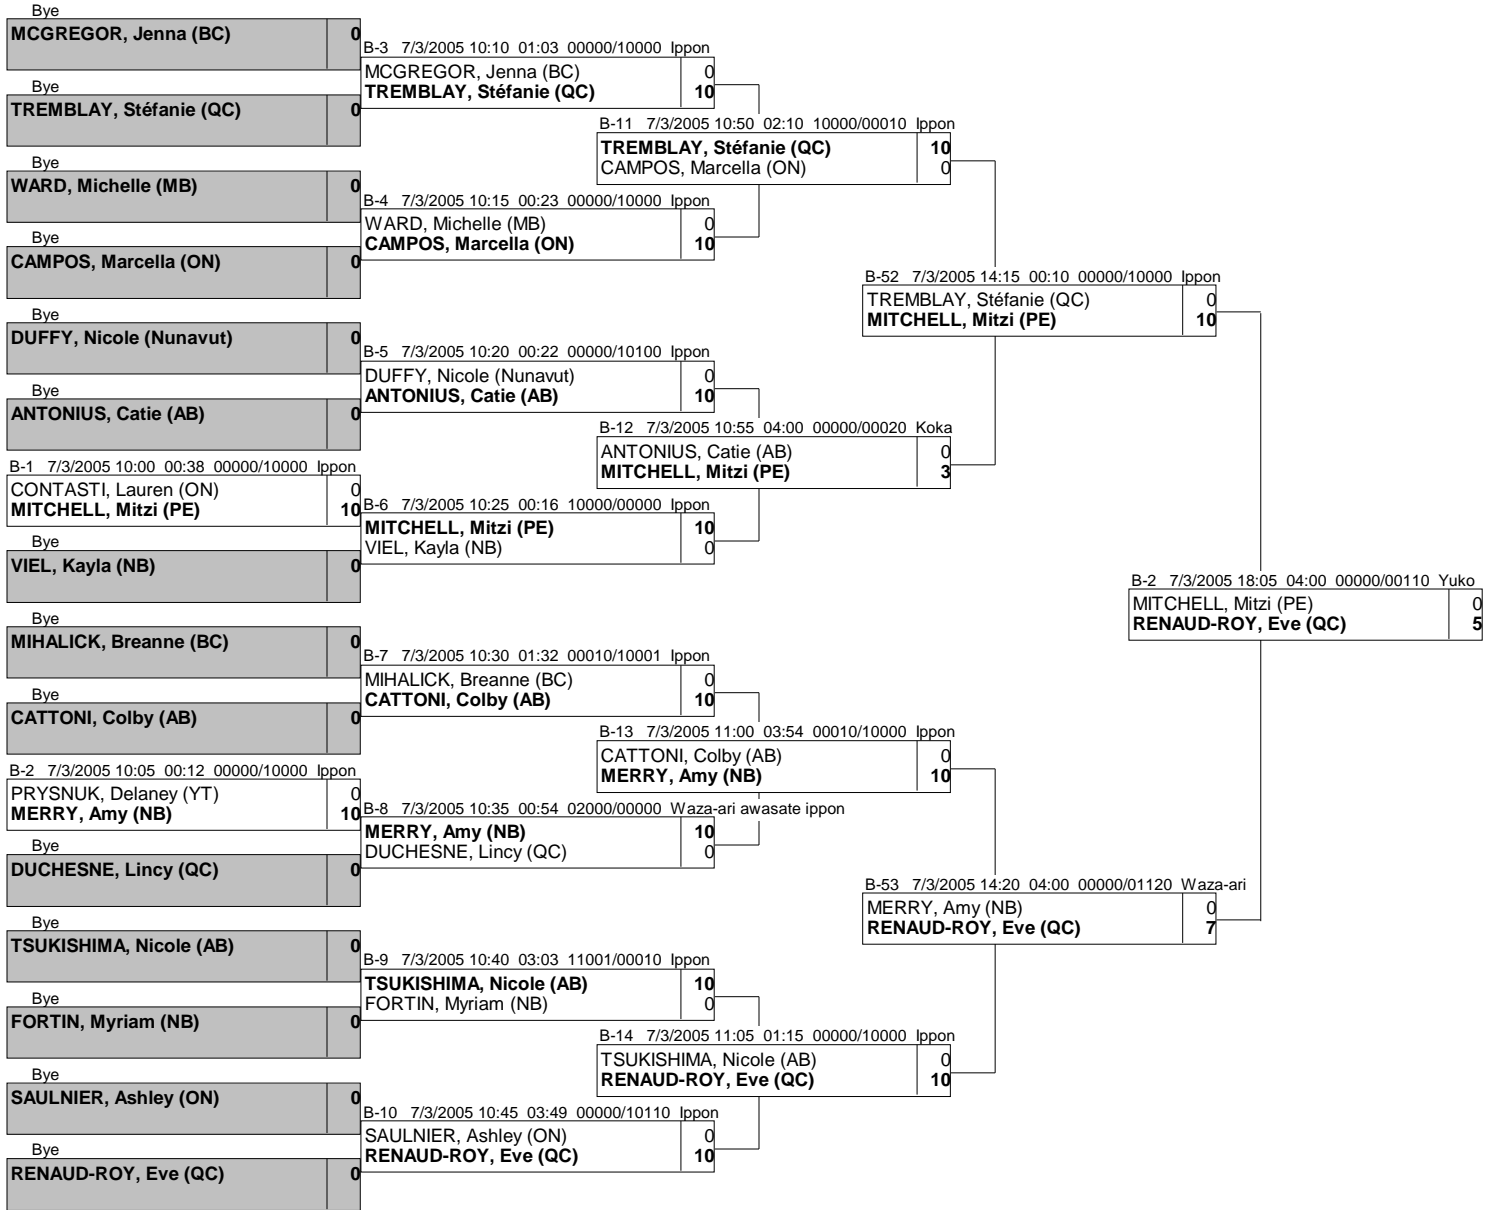 Bye
MCGREGOR, Jenna (BC) 0
Bye
TREMBLAY, Stéfanie (QC) 0
Bye
WARD, Michelle (MB) 0
Bye
CAMPOS, Marcella (ON) 0
Bye
DUFFY, Nicole (Nunavut) 0
Bye
ANTONIUS, Catie (AB) 0
B-1 7/3/2005 10:00 00:38 00000/10000 Ippon
CONTASTI, Lauren (ON) 0
MITCHELL, Mitzi (PE) 10
Bye
VIEL, Kayla (NB) 0
Bye
MIHALICK, Breanne (BC) 0
Bye
CATTONI, Colby (AB) 0
B-2 7/3/2005 10:05 00:12 00000/10000 Ippon
PRYSNUK, Delaney (YT) 0
MERRY, Amy (NB) 10
Bye
DUCHESNE, Lincy (QC) 0
Bye
TSUKISHIMA, Nicole (AB) 0
Bye
FORTIN, Myriam (NB) 0
Bye
SAULNIER, Ashley (ON) 0
Bye
RENAUD-ROY, Eve (QC) 0
B-3 7/3/2005 10:10 01:03 00000/10000 Ippon
MCGREGOR, Jenna (BC) 0
TREMBLAY, Stéfanie (QC) 10
B-4 7/3/2005 10:15 00:23 00000/10000 Ippon
WARD, Michelle (MB) 0
CAMPOS, Marcella (ON) 10
B-5 7/3/2005 10:20 00:22 00000/10100 Ippon
DUFFY, Nicole (Nunavut) 0
ANTONIUS, Catie (AB) 10
B-6 7/3/2005 10:25 00:16 10000/00000 Ippon
MITCHELL, Mitzi (PE) 10
VIEL, Kayla (NB) 0
B-7 7/3/2005 10:30 01:32 00010/10001 Ippon
MIHALICK, Breanne (BC) 0
CATTONI, Colby (AB) 10
B-8 7/3/2005 10:35 00:54 02000/00000 Waza-ari awasate ippon
MERRY, Amy (NB) 10
DUCHESNE, Lincy (QC) 0
B-9 7/3/2005 10:40 03:03 11001/00010 Ippon
TSUKISHIMA, Nicole (AB) 10
FORTIN, Myriam (NB) 0
B-10 7/3/2005 10:45 03:49 00000/10110 Ippon
SAULNIER, Ashley (ON) 0
RENAUD-ROY, Eve (QC) 10
B-11 7/3/2005 10:50 02:10 10000/00010 Ippon
TREMBLAY, Stéfanie (QC) 10
CAMPOS, Marcella (ON) 0
B-12 7/3/2005 10:55 04:00 00000/00020 Koka
ANTONIUS, Catie (AB) 0
MITCHELL, Mitzi (PE) 3
B-13 7/3/2005 11:00 03:54 00010/10000 Ippon
CATTONI, Colby (AB) 0
MERRY, Amy (NB) 10
B-14 7/3/2005 11:05 01:15 00000/10000 Ippon
TSUKISHIMA, Nicole (AB) 0
RENAUD-ROY, Eve (QC) 10
B-52 7/3/2005 14:15 00:10 00000/10000 Ippon
TREMBLAY, Stéfanie (QC) 0
MITCHELL, Mitzi (PE) 10
B-53 7/3/2005 14:20 04:00 00000/01120 Waza-ari
MERRY, Amy (NB) 0
RENAUD-ROY, Eve (QC) 7
B-2 7/3/2005 18:05 04:00 00000/00110 Yuko
MITCHELL, Mitzi (PE) 0
RENAUD-ROY, Eve (QC) 5